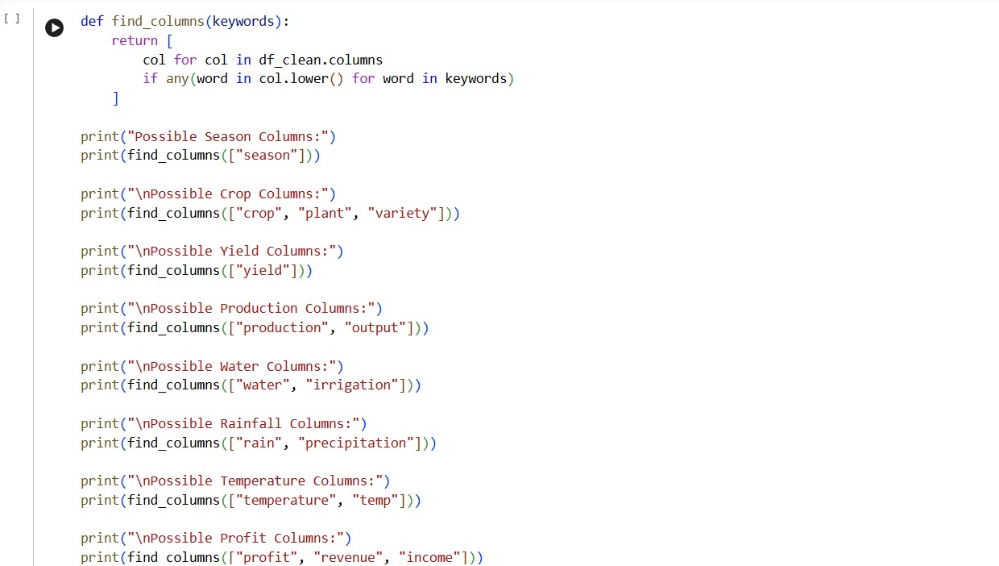 [ ]
def find_columns(keywords):
    return [
        col for col in df_clean.columns
        if any(word in col.lower() for word in keywords)
    ]
print("Possible Season Columns:")
print(find_columns(["season"]))
print("\nPossible Crop Columns:")
print(find_columns(["crop", "plant", "variety"]))
print("\nPossible Yield Columns:")
print(find_columns(["yield"]))
print("\nPossible Production Columns:")
print(find_columns(["production", "output"]))
print("\nPossible Water Columns:")
print(find_columns(["water", "irrigation"]))
print("\nPossible Rainfall Columns:")
print(find_columns(["rain", "precipitation"]))
print("\nPossible Temperature Columns:")
print(find_columns(["temperature", "temp"]))
print("\nPossible Profit Columns:")
print(find_columns(["profit", "revenue", "income"]))